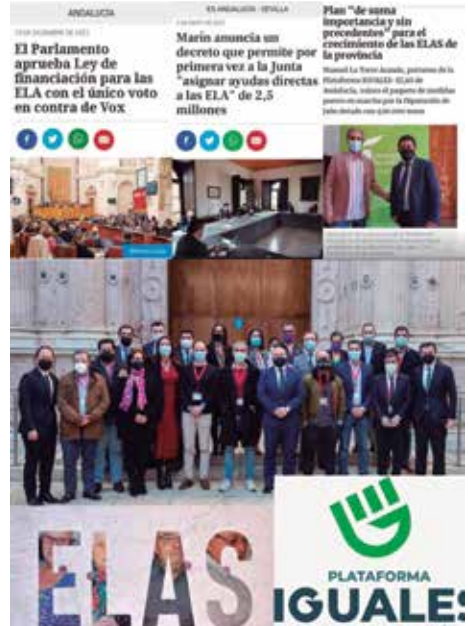 ANDALUCÍA
El Parlamento
aprueba Ley de
financiación para las
ELA con el único voto
en contra de Vox
ES ANDALUCÍA - SEVILLA
Marín anuncia un
decreto que permite por
primera vez a la Junta
"asignar ayudas directas
a las ELA" de 2,5
millones
Plan "de suma
importancia y sin
precedentes" para el
crecimiento de las ELAS de
la provincia
ELAS
PLATAFORMA
IGUALES